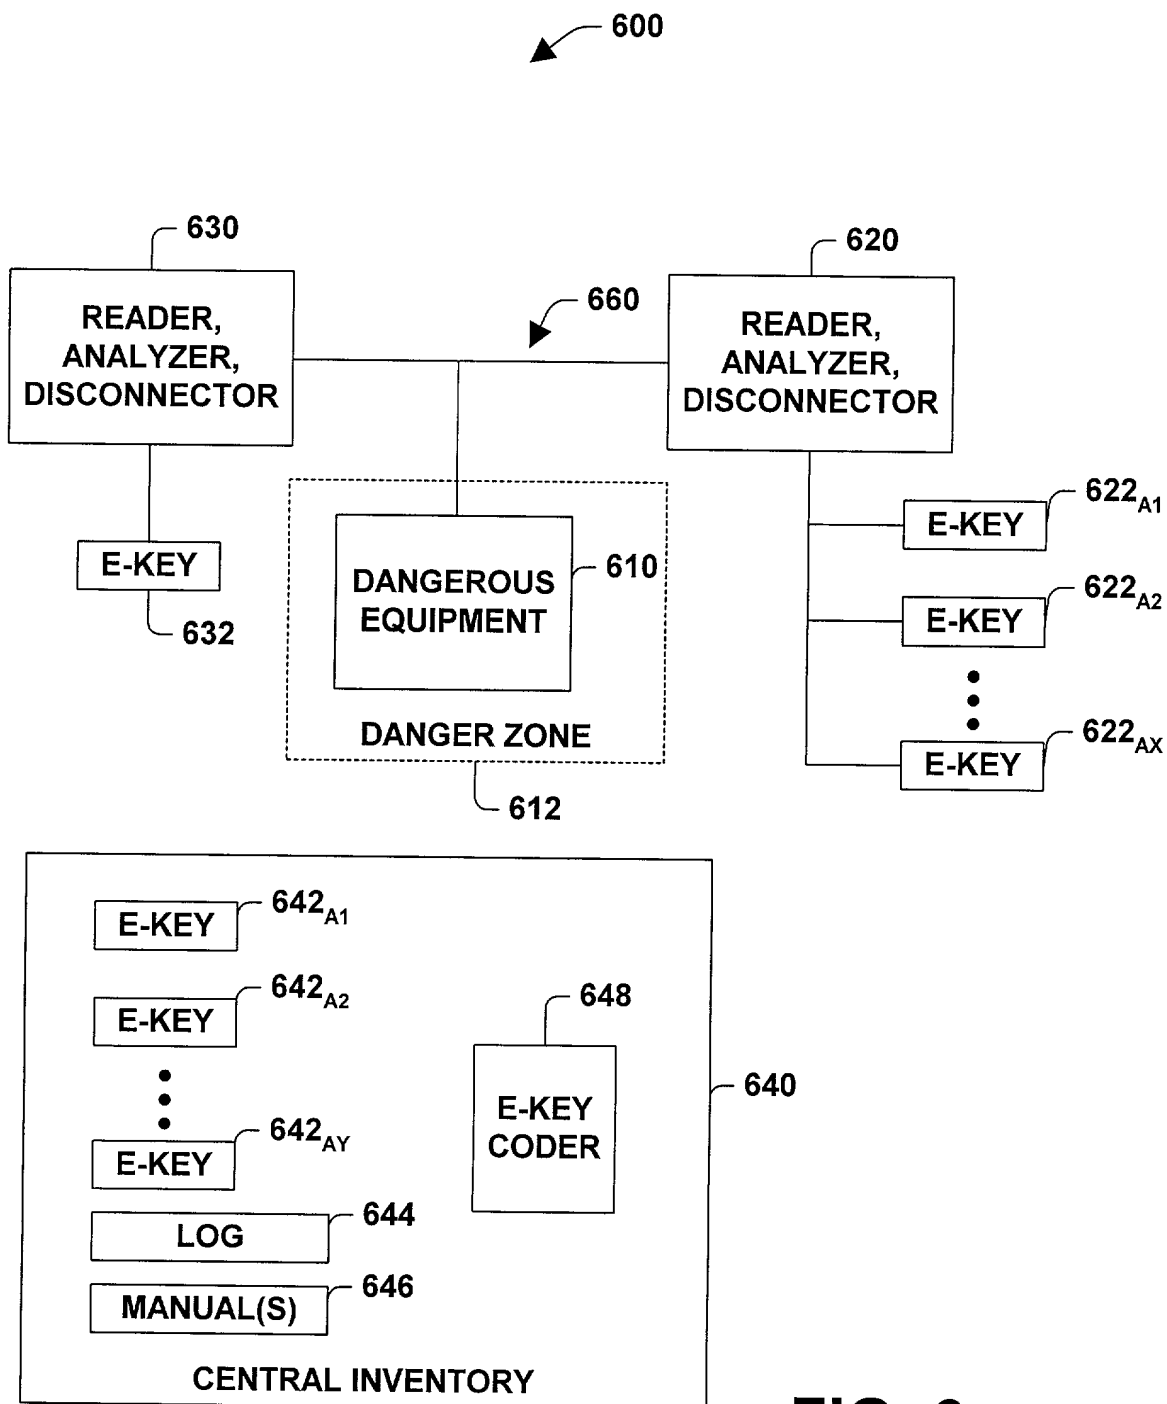 600
630
620
660
READER,
ANALYZER,
DISCONNECTOR
READER,
ANALYZER,
DISCONNECTOR
E-KEY
632
DANGEROUS
EQUIPMENT
610
DANGER ZONE
612
E-KEY
622A1
E-KEY
622A2
E-KEY
622AX
E-KEY
642A1
E-KEY
642A2
E-KEY
642AY
LOG
644
MANUAL(S)
646
E-KEY
CODER
648
640
CENTRAL INVENTORY